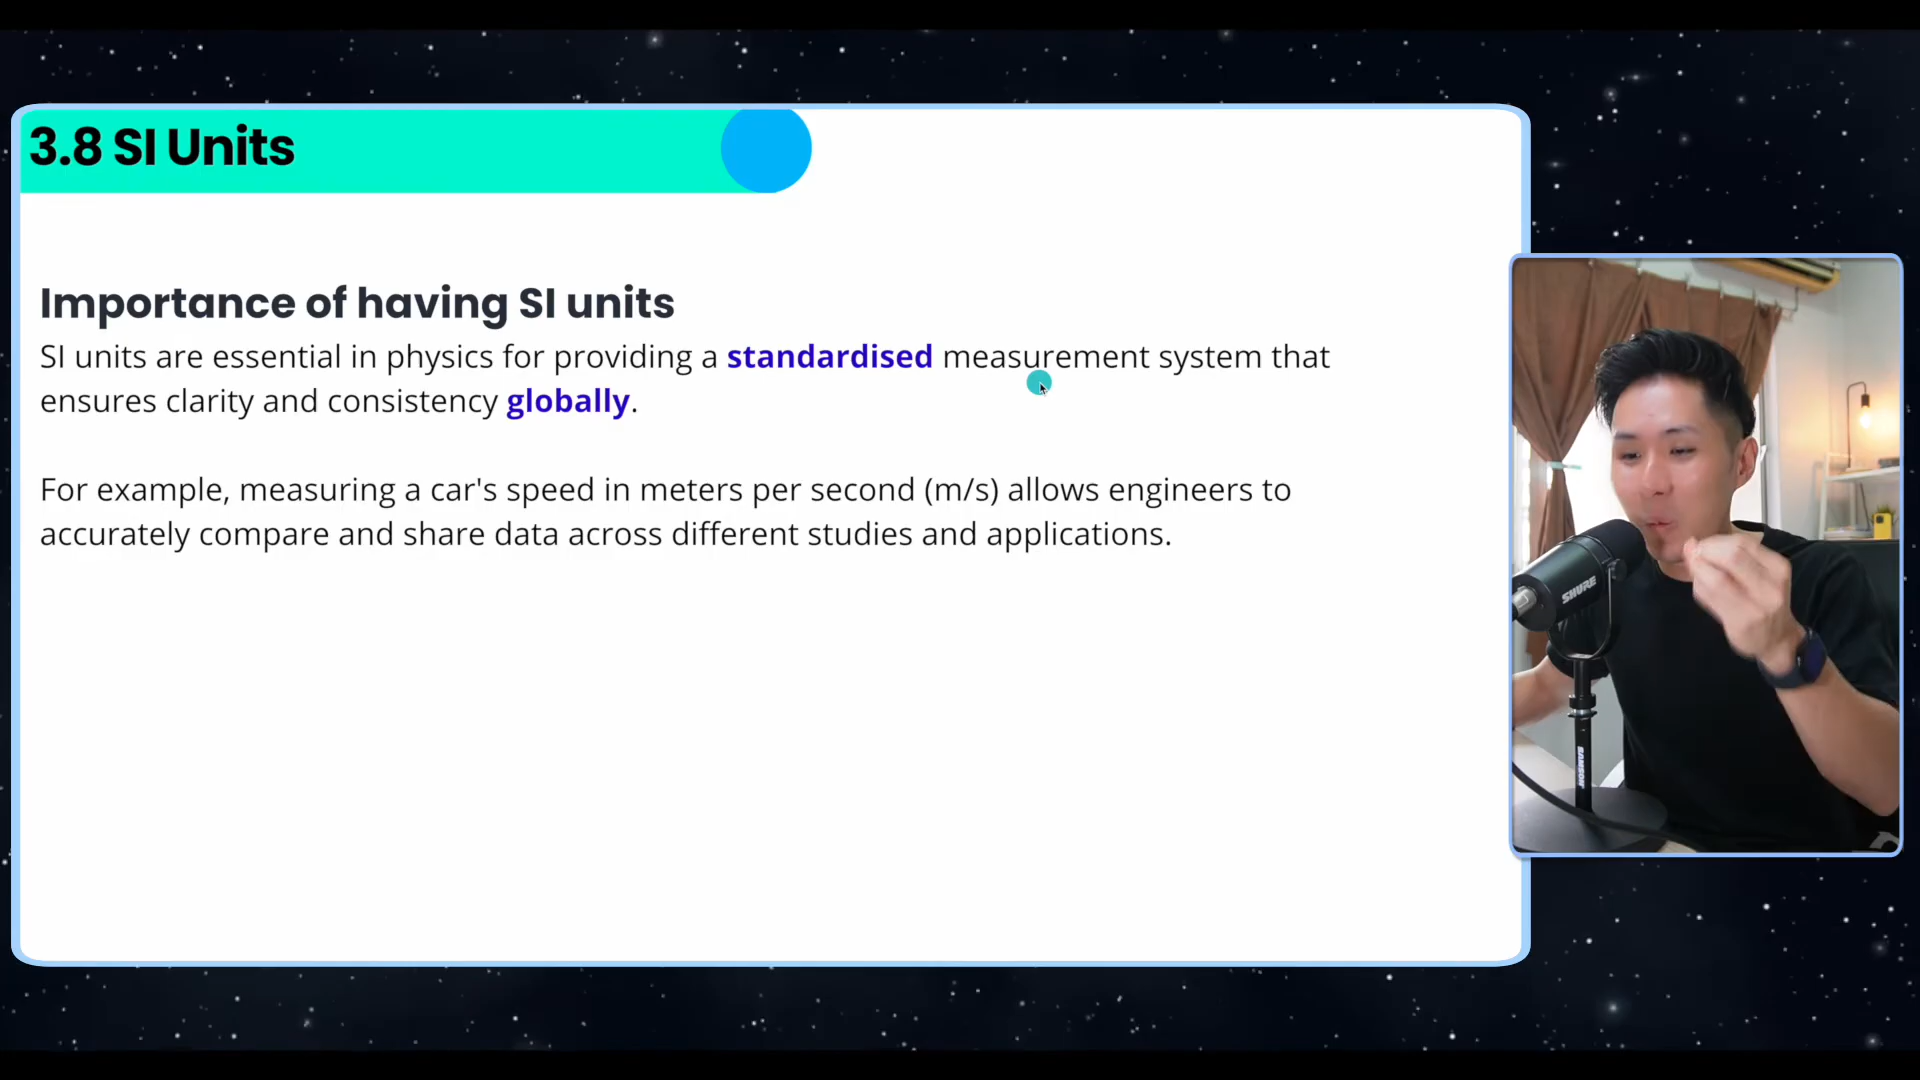 3.8 SI Units
Importance of having SI units
SI units are essential in physics for providing a standardised measurement system that
ensures clarity and consistency globally.
For example, measuring a car's speed in meters per second (m/s) allows engineers to
accurately compare and share data across different studies and applications.
SHURE
SAMSON